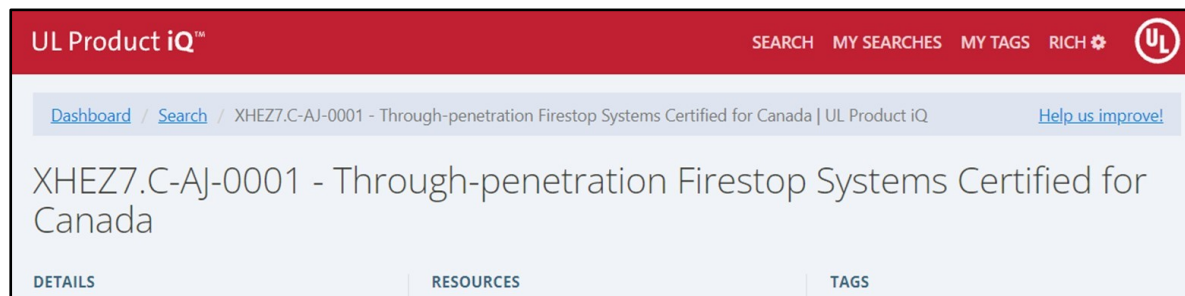 UL Product iQ™ SEARCH MY SEARCHES MY TAGS RICH UL
Dashboard / Search / XHEZ7.C-AJ-0001 - Through-penetration Firestop Systems Certified for Canada | UL Product iQ Help us improve!
XHEZ7.C-AJ-0001 - Through-penetration Firestop Systems Certified for
Canada
DETAILS RESOURCES TAGS